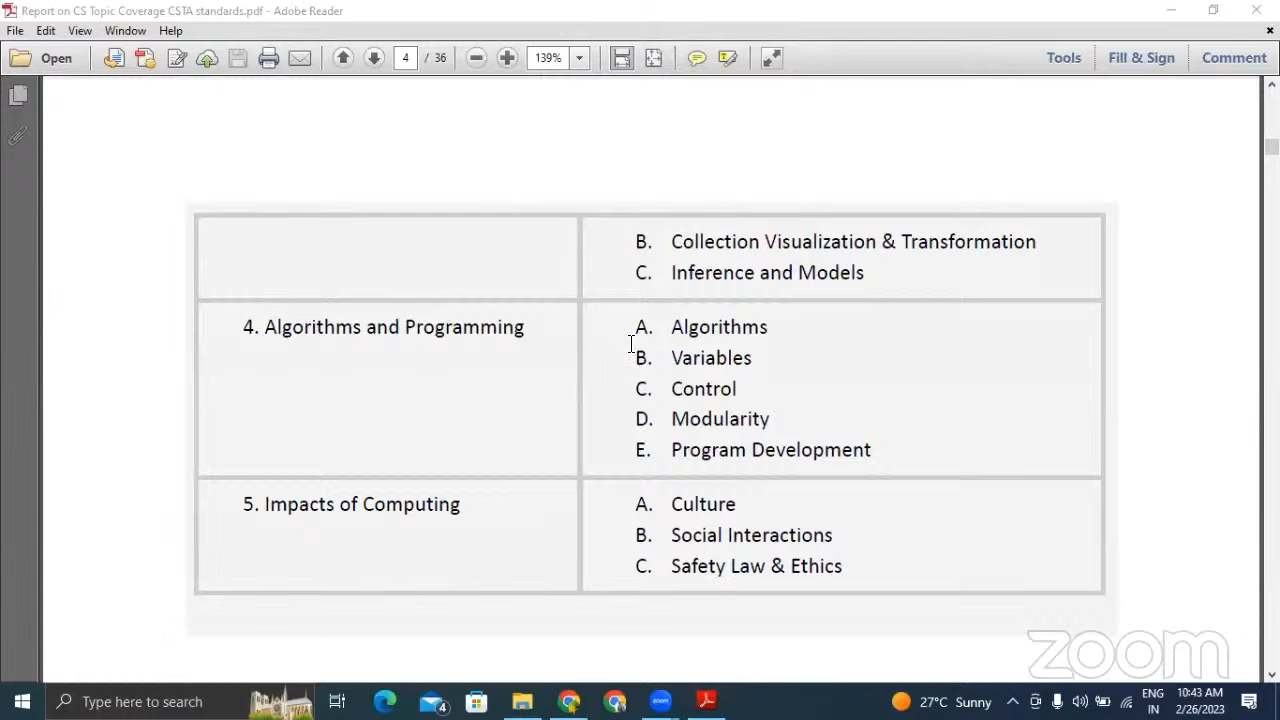 Report on CS Topic Coverage CSTA standards.pdf - Adobe Reader
File Edit View Window Help
Open 4 / 36 139% Tools Fill & Sign Comment
B. Collection Visualization & Transformation
C. Inference and Models
4. Algorithms and Programming
A. Algorithms
B. Variables
C. Control
D. Modularity
E. Program Development
5. Impacts of Computing
A. Culture
B. Social Interactions
C. Safety Law & Ethics
zoom
Type here to search
4
zoom
27°C Sunny
ENG
IN
10:43 AM
2/26/2023